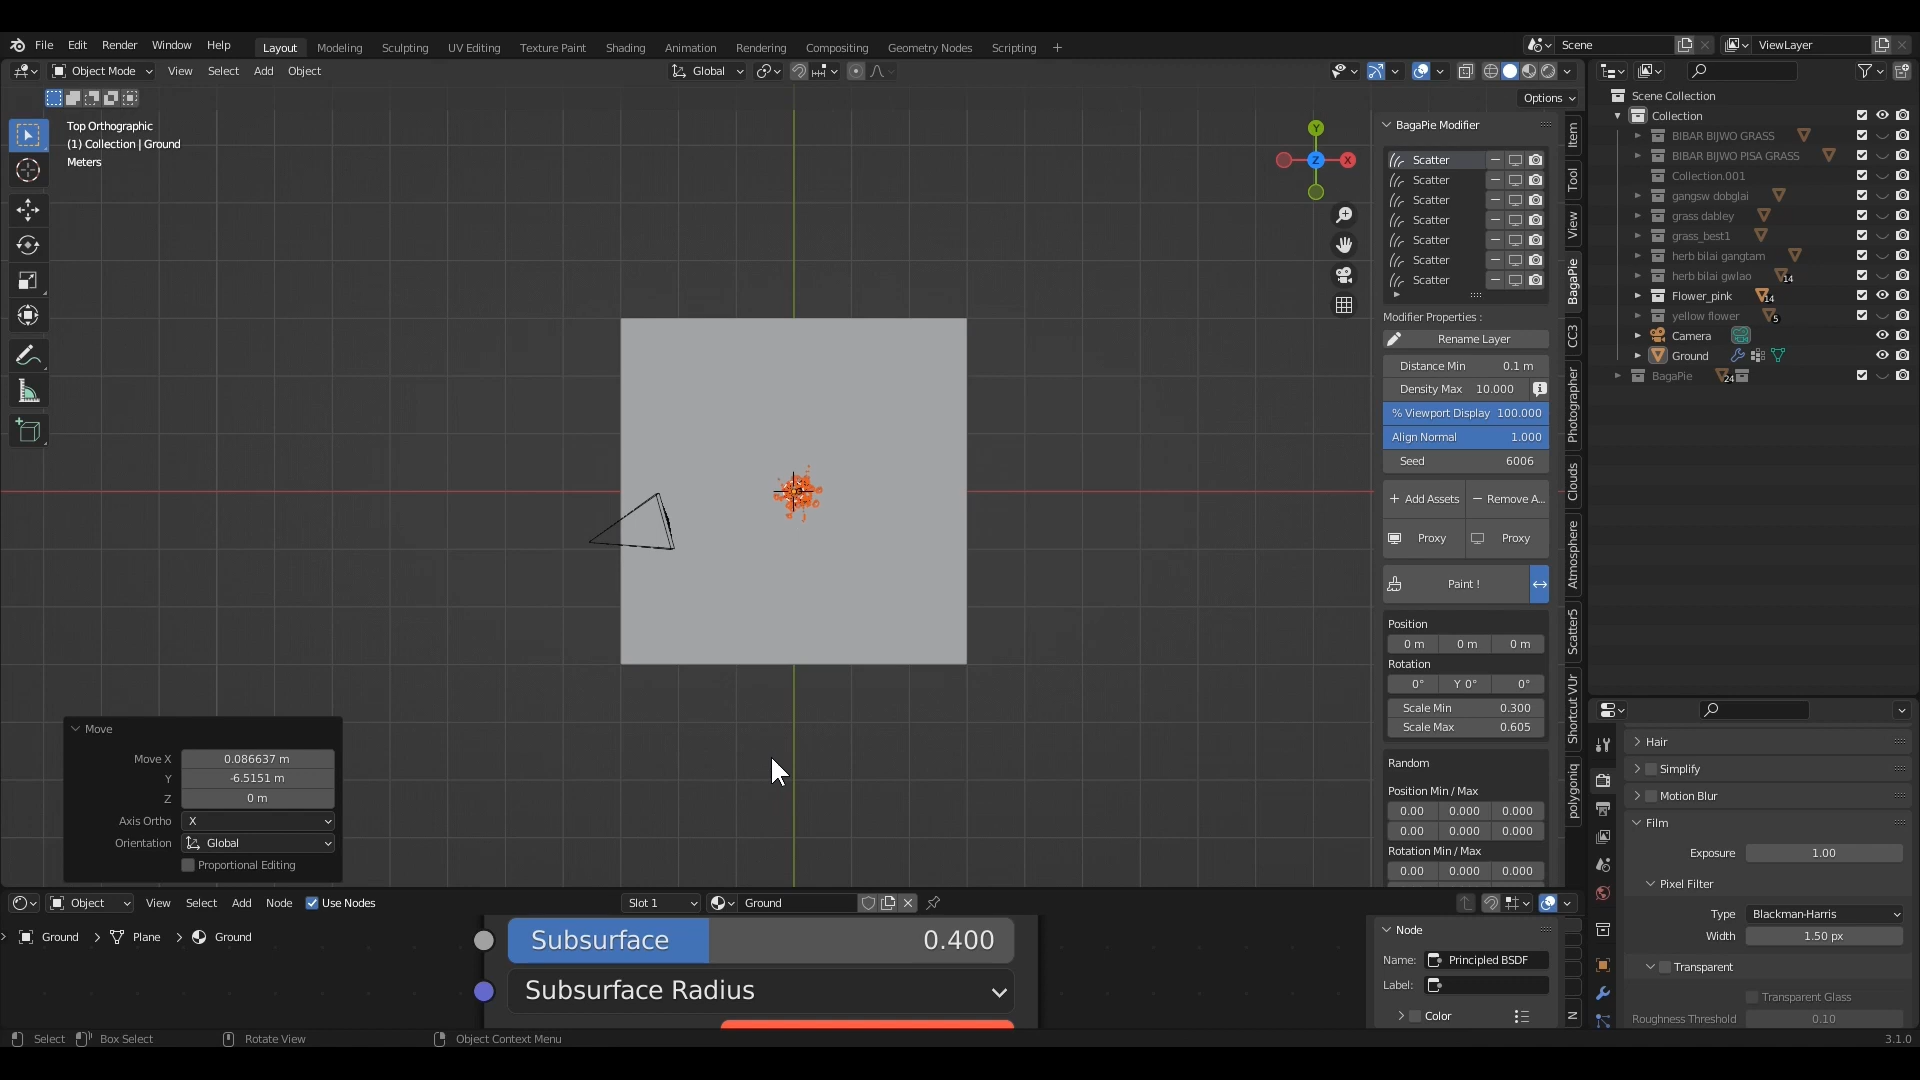 File Edit Render Window Help Layout Modeling Sculpting UV Editing Texture Paint Shading Animation Rendering Compositing Geometry Nodes Scripting + Scene ViewLayer
Object Mode View Select Add Object Global
Options
Top Orthographic
(1) Collection | Ground
Meters
Y
X
Z
BagaPie Modifier
Scatter
Scatter
Scatter
Scatter
Scatter
Scatter
Scatter
Modifier Properties :
Rename Layer
Distance Min 0.1 m
Density Max 10.000
% Viewport Display 100.000
Align Normal 1.000
Seed 6006
+ Add Assets − Remove A...
Proxy Proxy
Paint !
Position
0 m 0 m 0 m
Rotation
0° Y 0° 0°
Scale Min 0.300
Scale Max 0.605
Random
Position Min / Max
0.00 0.000 0.000
0.00 0.000 0.000
Rotation Min / Max
0.00 0.000 0.000
Item
Tool
View
BagaPie
CC3
Photographer
Clouds
Atmosphere
Scatter5
Shortcut VUr
polygoniq
Scene Collection
Collection
BIBAR BIJWO GRASS
BIBAR BIJWO PISA GRASS
Collection.001
gangsw dobglai
grass dabley
grass_best1
herb bilai gangtam
herb bilai gwlao 14
Flower_pink 14
yellow flower 5
Camera
Ground
BagaPie 24
Hair
Simplify
Motion Blur
Film
Exposure 1.00
Pixel Filter
Type Blackman-Harris
Width 1.50 px
Transparent
Transparent Glass
Roughness Threshold 0.10
Move
Move X 0.086637 m
Y -6.5151 m
Z 0 m
Axis Ortho X
Orientation Global
Proportional Editing
Object View Select Add Node Use Nodes Slot 1 Ground
Ground Plane Ground
Subsurface 0.400
Subsurface Radius
Node
Name: Principled BSDF
Label:
Color
N
Select Box Select Rotate View Object Context Menu 3.1.0